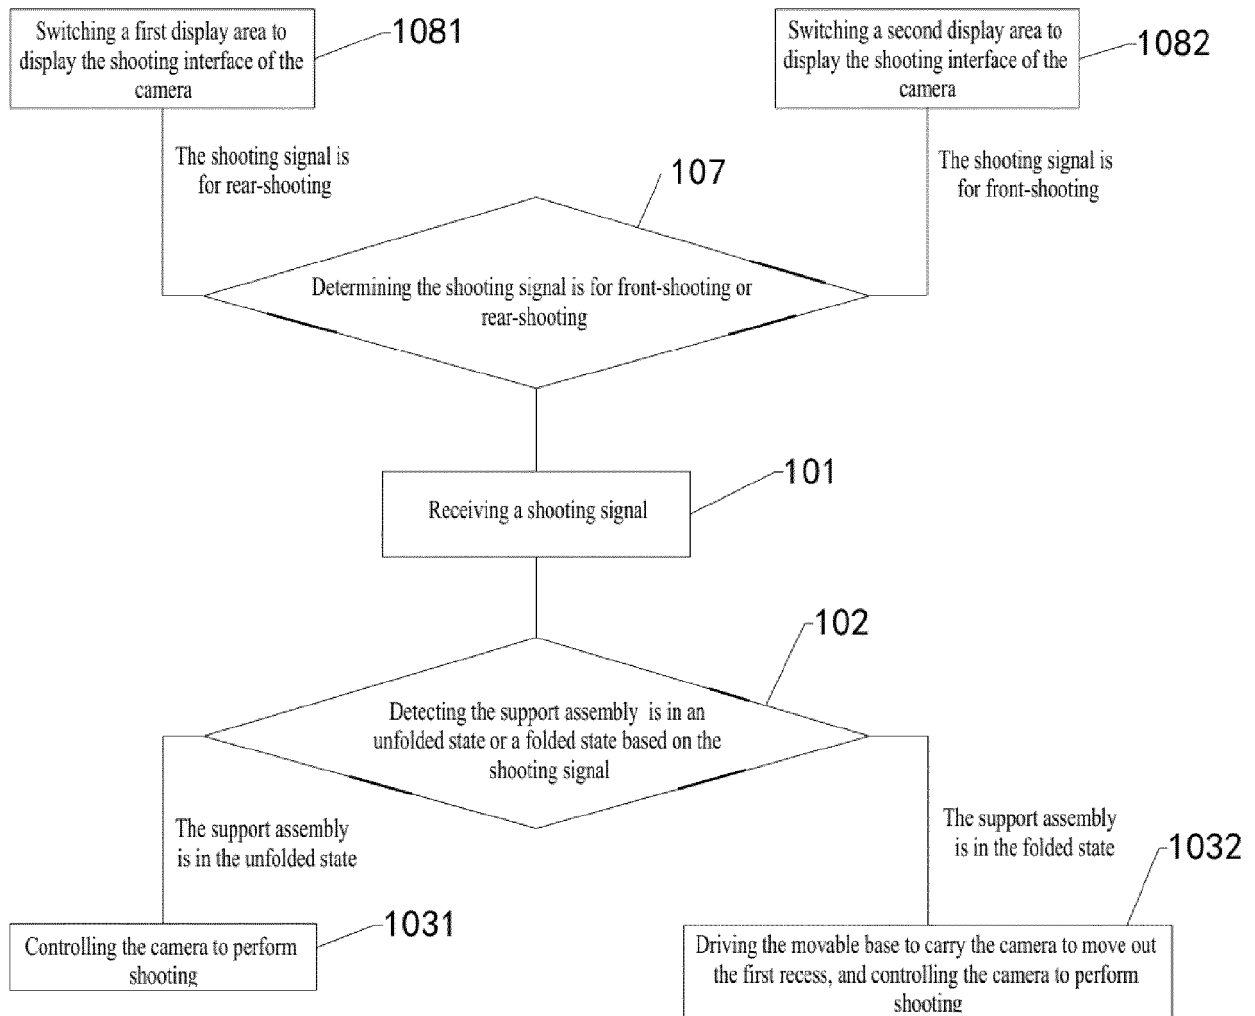 Switching a first display area to
display the shooting interface of the
camera
1081
Switching a second display area to
display the shooting interface of the
camera
1082
The shooting signal is
for rear-shooting
107
The shooting signal is
for front-shooting
Determining the shooting signal is for front-shooting or
rear-shooting
101
Receiving a shooting signal
102
Detecting the support assembly is in an
unfolded state or a folded state based on the
shooting signal
The support assembly
is in the unfolded state
The support assembly
is in the folded state
1031
Controlling the camera to perform
shooting
1032
Driving the movable base to carry the camera to move out
the first recess, and controlling the camera to perform
shooting